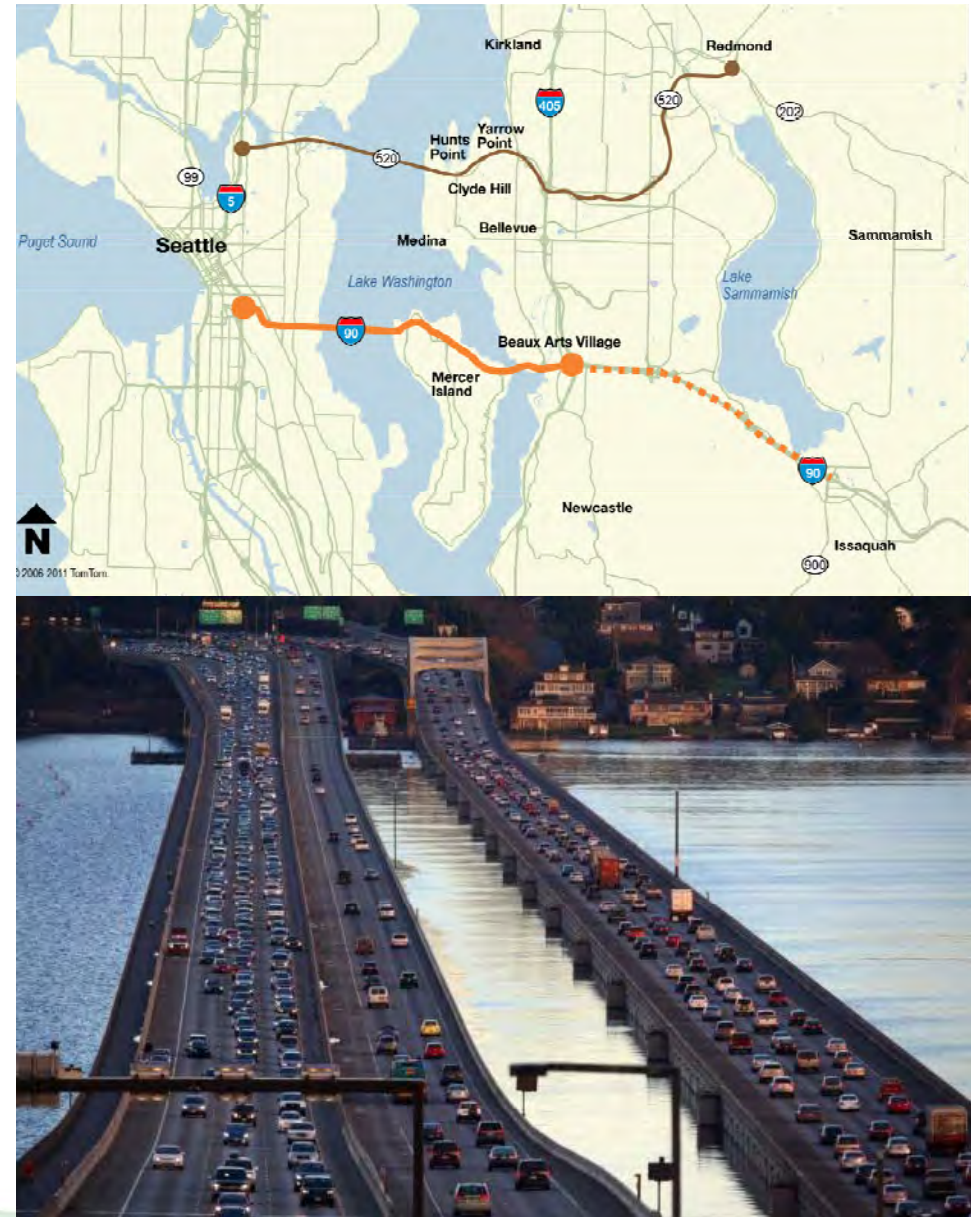 Kirkland
Redmond
405
520
202
Hunts
Point
Yarrow
Point
520
99
Clyde Hill
5
Bellevue
Puget Sound
Seattle
Medina
Sammamish
Lake Washington
Lake
Sammamish
90
Beaux Arts Village
Mercer
Island
90
Newcastle
N
Issaquah
900
© 2006-2011 TomTom